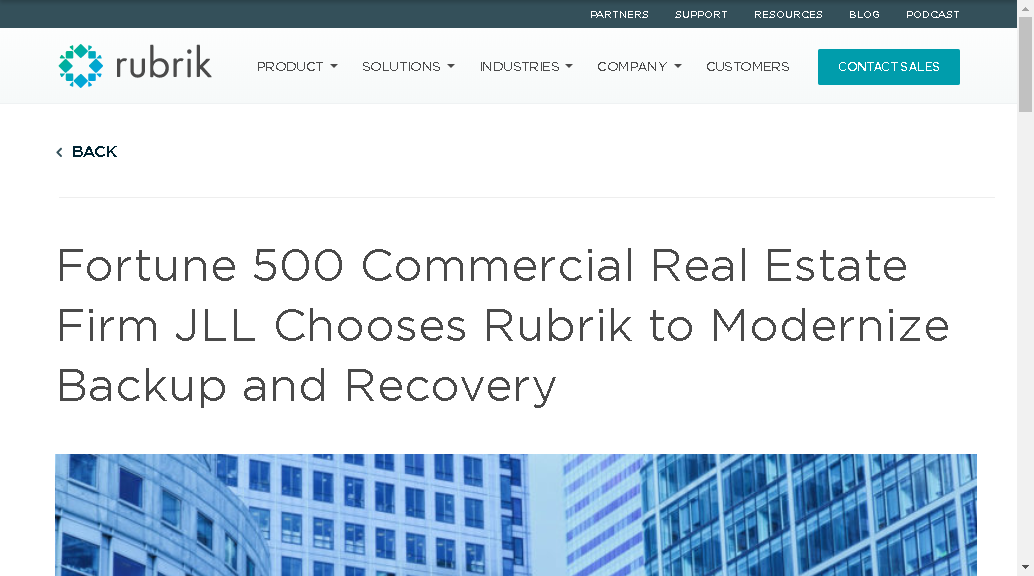 PARTNERS SUPPORT RESOURCES BLOG PODCAST
rubrik PRODUCT SOLUTIONS INDUSTRIES COMPANY CUSTOMERS CONTACT SALES
BACK
Fortune 500 Commercial Real Estate
Firm JLL Chooses Rubrik to Modernize
Backup and Recovery